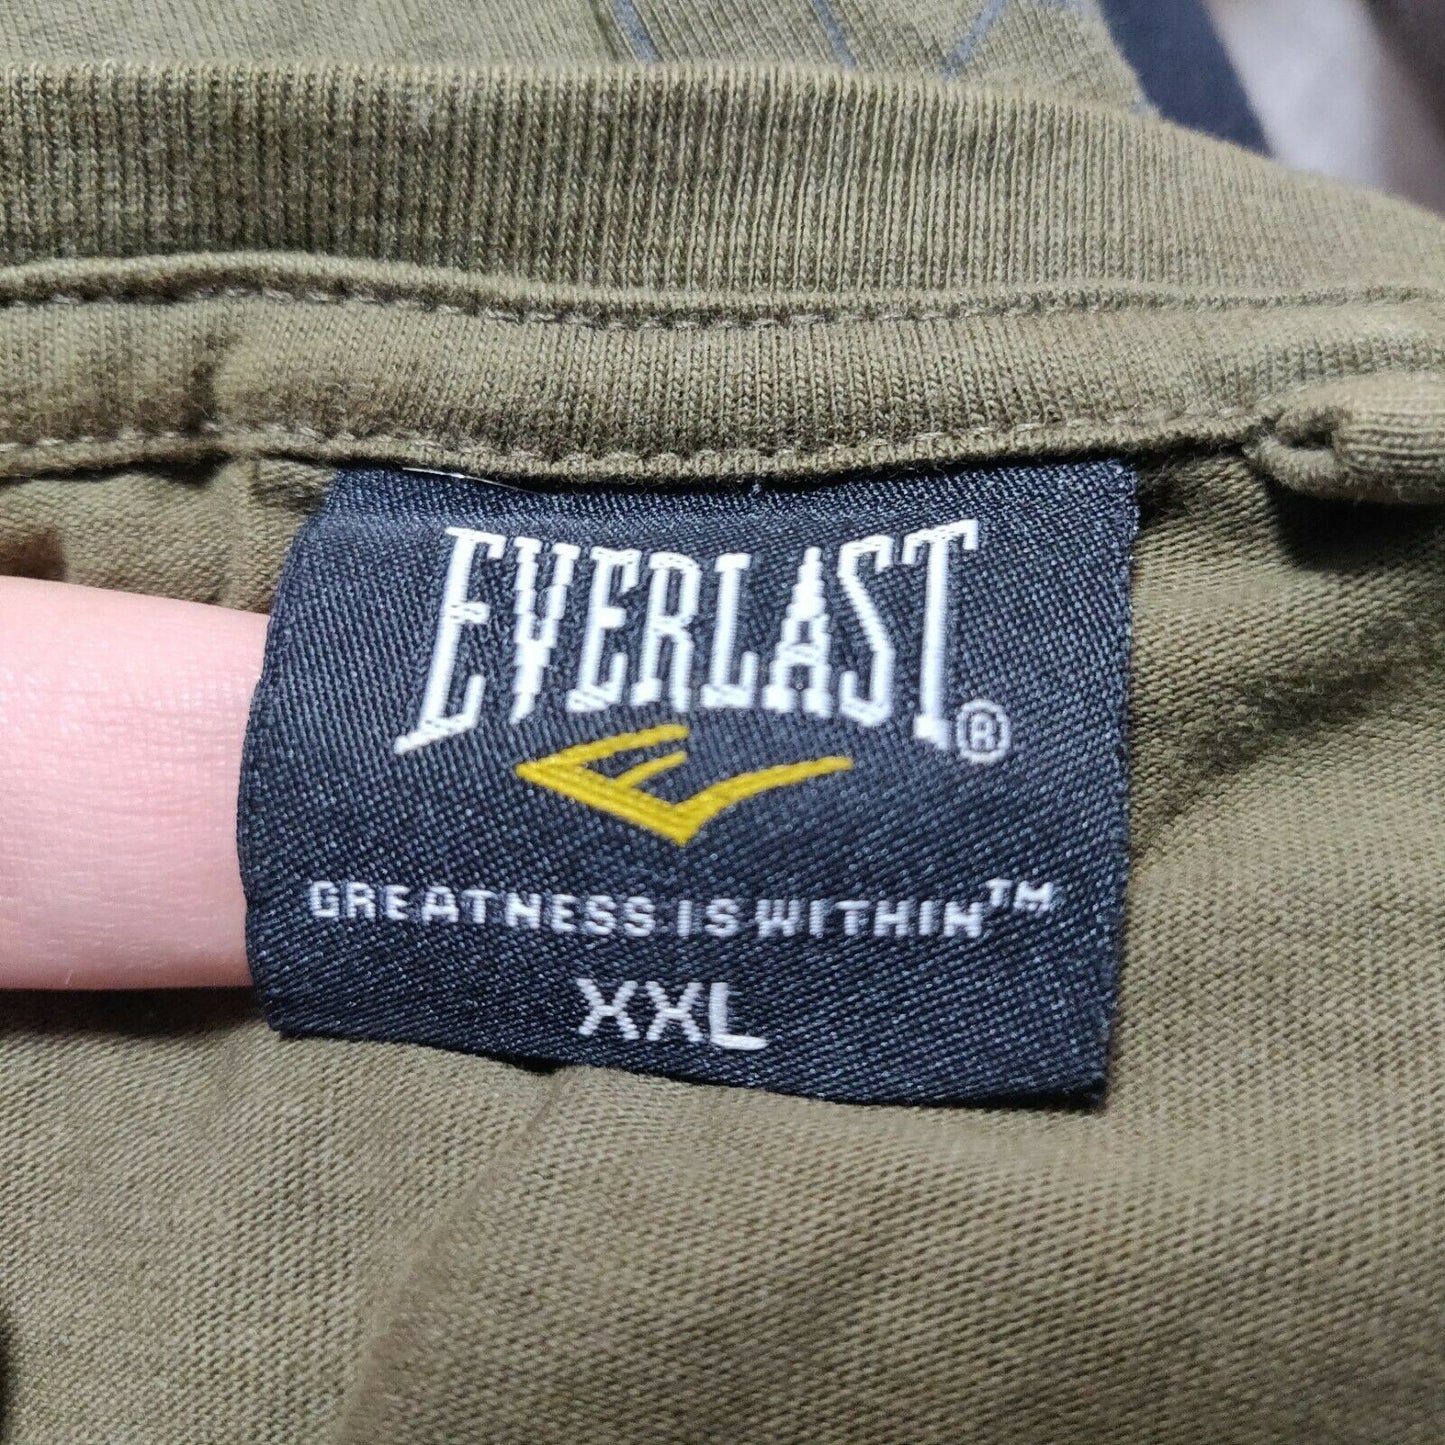 EVERLAST®
GREATNESS IS WITHIN™
XXL